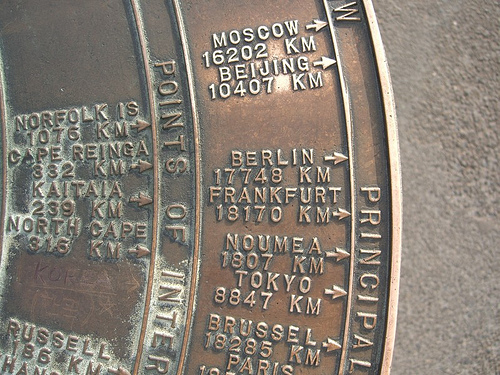 W
MOSCOW
16202 KM
BEIJING
10407 KM
BERLIN
17748 KM
FRANKFURT
18170 KM
NOUMEA
1807 KM
TOKYO
8847 KM
BRUSSEL
18285 KM
PARIS
PRINCIPAL
POINTS OF INTER
NORFOLK IS
1076 KM
CAPE REINGA
332 KM
KAITAIA
239 KM
NORTH CAPE
318 KM
RUSSELL
186 KM